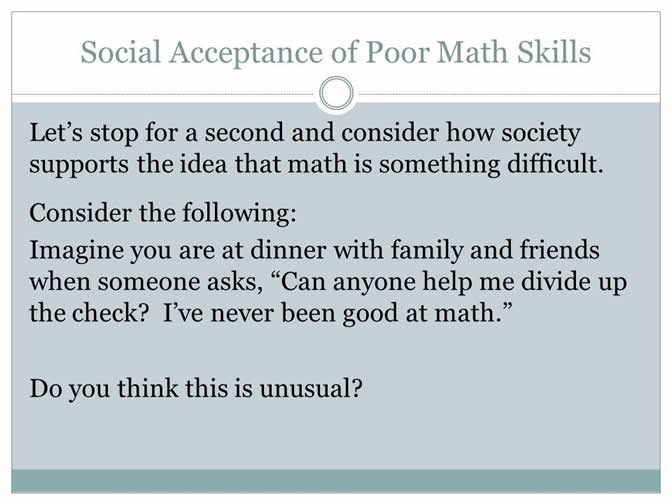 Social Acceptance of Poor Math Skills
Let’s stop for a second and consider how society
supports the idea that math is something difficult.
Consider the following:
Imagine you are at dinner with family and friends
when someone asks, “Can anyone help me divide up
the check?  I’ve never been good at math.”
Do you think this is unusual?